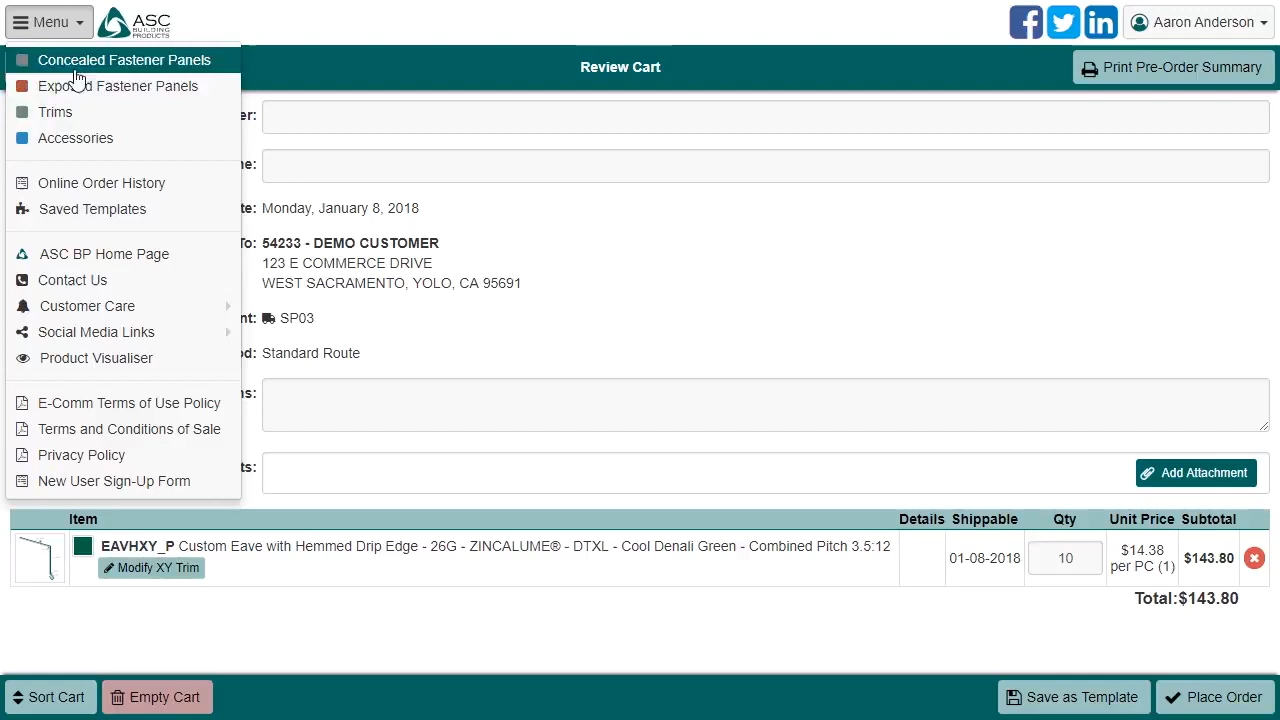 Menu
ASC
BUILDING
PRODUCTS
Aaron Anderson
Review Cart
Print Pre-Order Summary
Concealed Fastener Panels
Exposed Fastener Panels
Trims
Accessories
Online Order History
Saved Templates
ASC BP Home Page
Contact Us
Customer Care
Social Media Links
Product Visualiser
E-Comm Terms of Use Policy
Terms and Conditions of Sale
Privacy Policy
New User Sign-Up Form
er:
ne:
te: Monday, January 8, 2018
To: 54233 - DEMO CUSTOMER
123 E COMMERCE DRIVE
WEST SACRAMENTO, YOLO, CA 95691
nt: SP03
od: Standard Route
ns:
ts:
Add Attachment
Item Details Shippable Qty Unit Price Subtotal
EAVHXY_P Custom Eave with Hemmed Drip Edge - 26G - ZINCALUME® - DTXL - Cool Denali Green - Combined Pitch 3.5:12
Modify XY Trim
01-08-2018
10
$14.38
per PC (1)
$143.80
Total:$143.80
Sort Cart
Empty Cart
Save as Template
Place Order